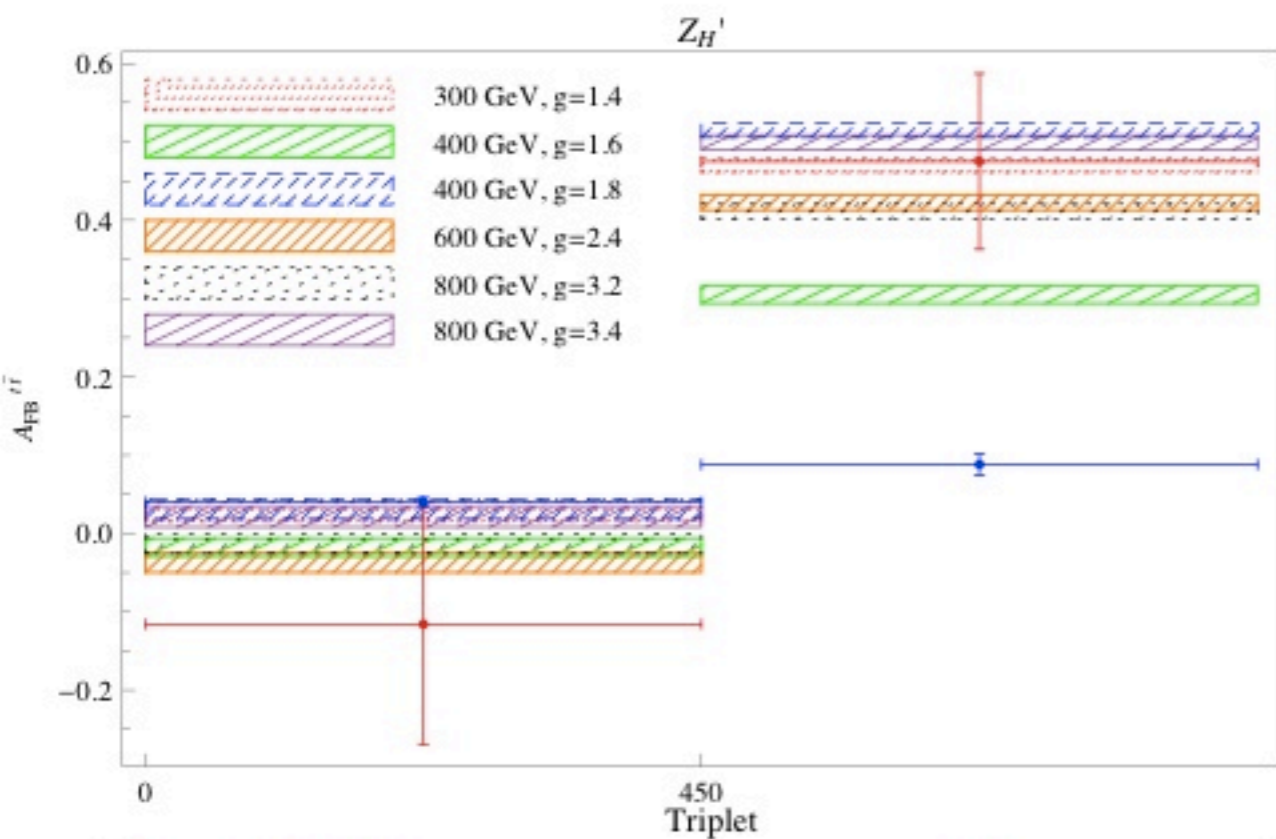 Z_H'
0.6
300 GeV, g=1.4
400 GeV, g=1.6
0.4
400 GeV, g=1.8
600 GeV, g=2.4
800 GeV, g=3.2
800 GeV, g=3.4
0.2
A_FB
0.0
−0.2
0
450
Triplet